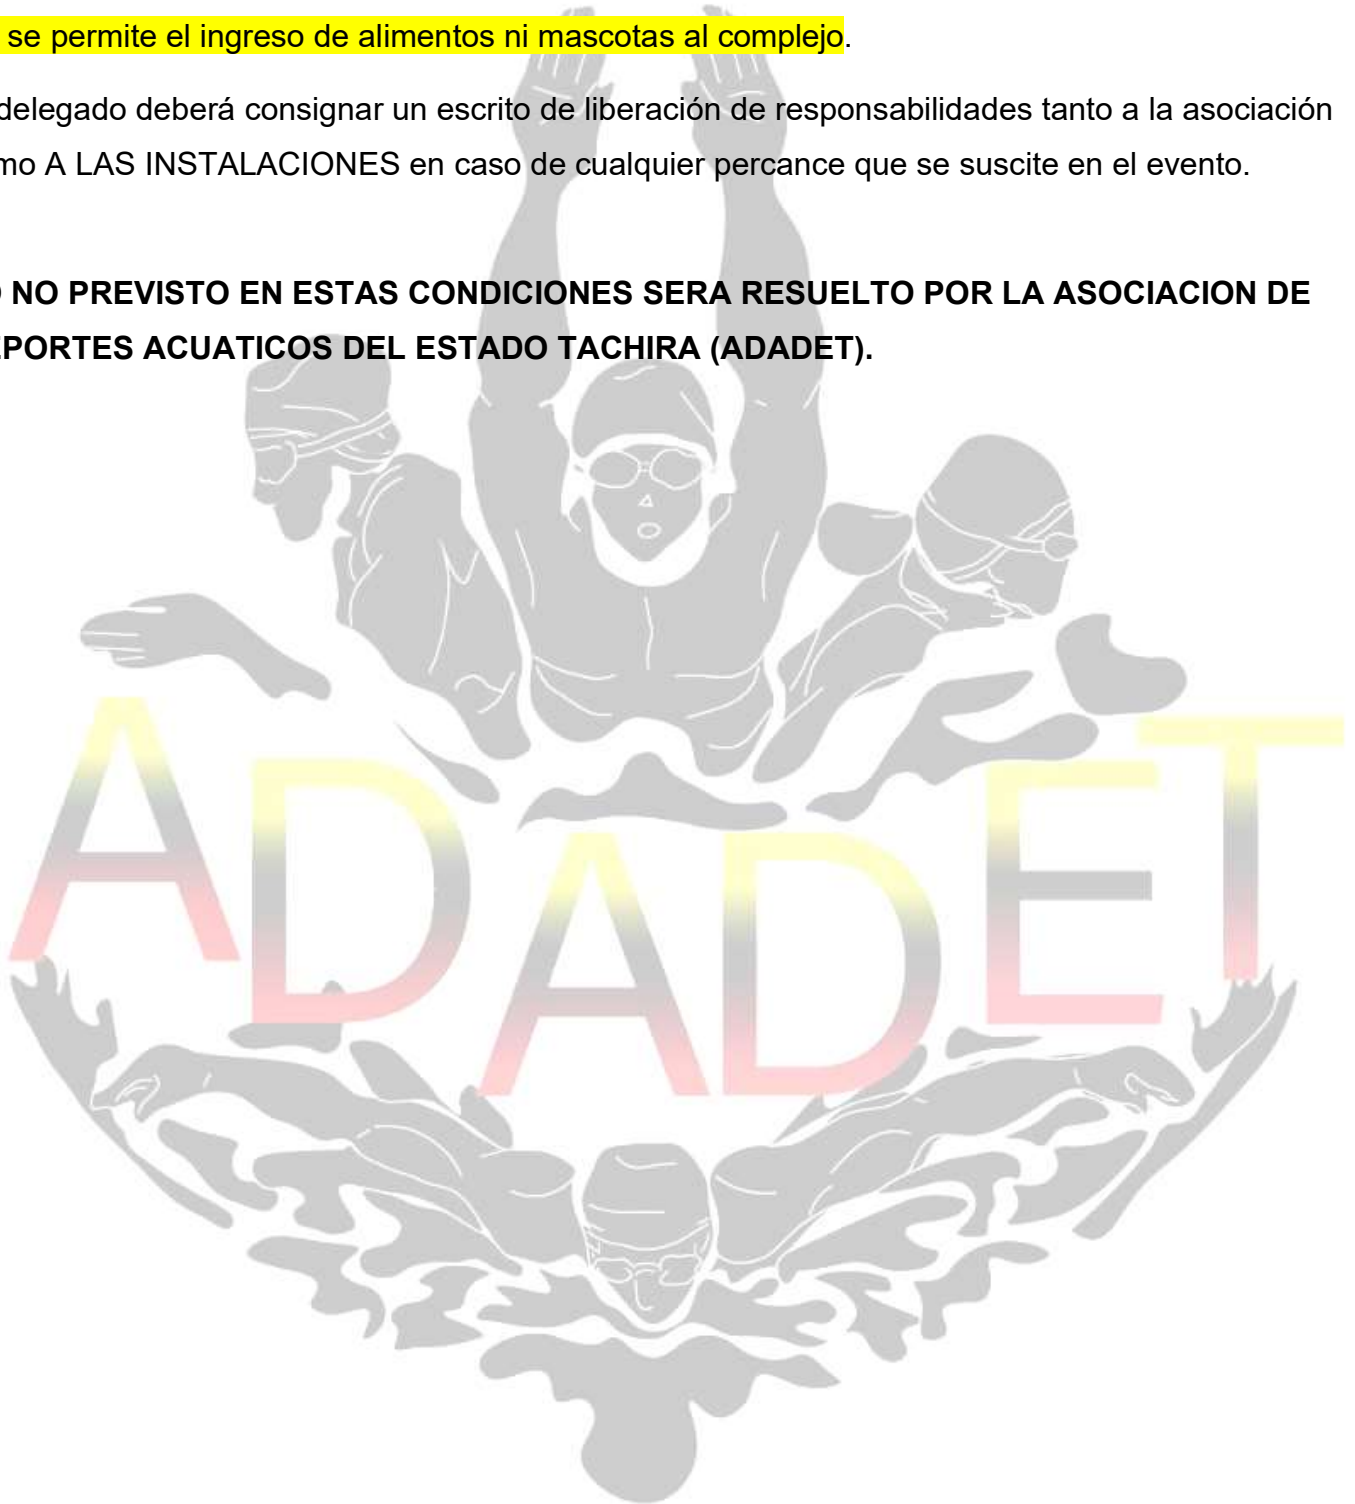 se permite el ingreso de alimentos ni mascotas al complejo.
delegado deberá consignar un escrito de liberación de responsabilidades tanto a la asociación
mo A LAS INSTALACIONES en caso de cualquier percance que se suscite en el evento.
O NO PREVISTO EN ESTAS CONDICIONES SERA RESUELTO POR LA ASOCIACION DE
EPORTES ACUATICOS DEL ESTADO TACHIRA (ADADET).
ADADET